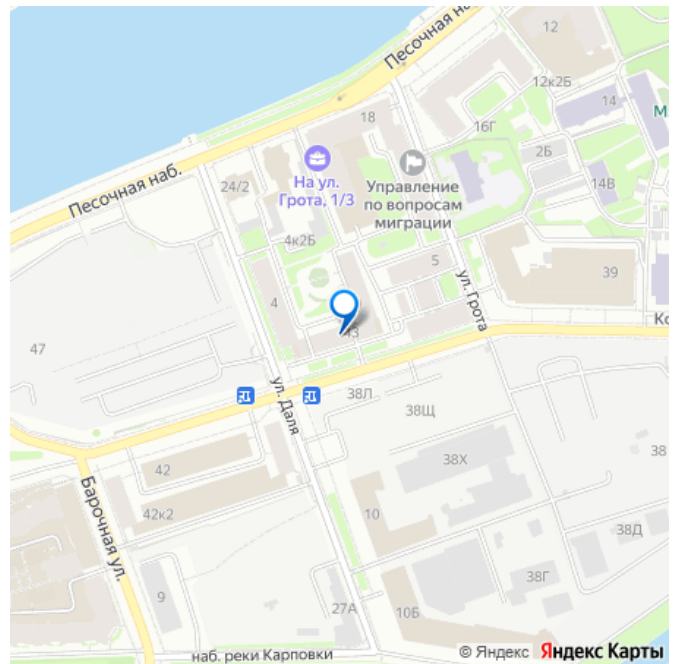 Песочная наб.
12
12к2Б
14
М
18
16Г
2Б
На ул.
Грота, 1/3
Управление
по вопросам
миграции
24/2
14В
Песочная наб.
4к2Б
5
39
ул. Грота
4
43
Ко
47
ул. Даля
38Л
38Щ
42
38Х
38
Барочная ул.
42к2
10
38Д
38Г
9
27А
10Б
наб. реки Карповки
© Яндекс Яндекс Карты